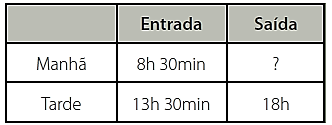 Entrada Saída
Manhã 8h 30min ?
Tarde 13h 30min 18h